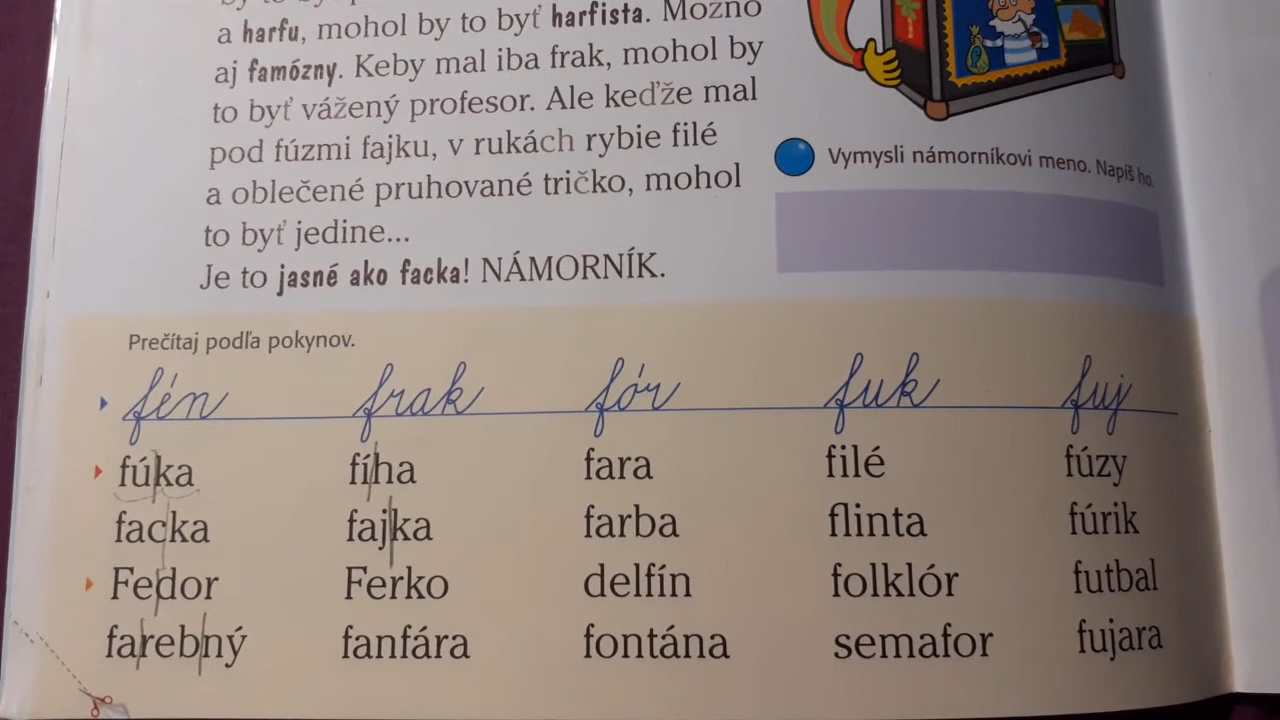 a harfu, mohol by to byť harfista. Možno
aj famózny. Keby mal iba frak, mohol by
to byť vážený profesor. Ale keďže mal
pod fúzmi fajku, v rukách rybie filé
a oblečené pruhované tričko, mohol
to byť jedine...
Je to jasné ako facka! NÁMORNÍK.
Vymysli námorníkovi meno. Napíš ho.
Prečítaj podľa pokynov.
fén frak fór fuk fuj
fúka fíha fara filé fúzy
facka fajka farba flinta fúrik
Fedor Ferko delfín folklór futbal
farebný fanfára fontána semafor fujara